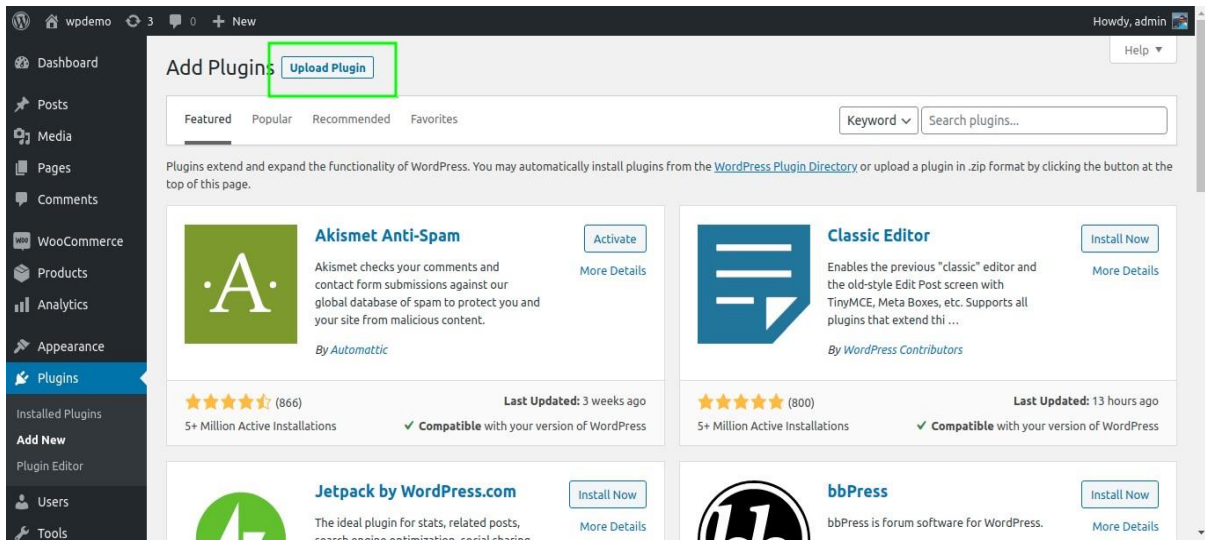 wpdemo 3 0 + New Howdy, admin
Help ▼
Dashboard
Posts
Media
Pages
Comments
WooCommerce
Products
Analytics
Appearance
Plugins
Installed Plugins
Add New
Plugin Editor
Users
Tools
Add Plugins Upload Plugin
Featured Popular Recommended Favorites
Keyword Search plugins...
Plugins extend and expand the functionality of WordPress. You may automatically install plugins from the WordPress Plugin Directory or upload a plugin in .zip format by clicking the button at the
top of this page.
·A·
Akismet Anti-Spam
Activate
More Details
Akismet checks your comments and
contact form submissions against our
global database of spam to protect you and
your site from malicious content.
By Automattic
(866)
Last Updated: 3 weeks ago
5+ Million Active Installations
✓ Compatible with your version of WordPress
Classic Editor
Install Now
More Details
Enables the previous "classic" editor and
the old-style Edit Post screen with
TinyMCE, Meta Boxes, etc. Supports all
plugins that extend thi …
By WordPress Contributors
(800)
Last Updated: 13 hours ago
5+ Million Active Installations
✓ Compatible with your version of WordPress
Jetpack by WordPress.com
Install Now
More Details
The ideal plugin for stats, related posts,
search engine optimization, social sharing
bbPress
Install Now
More Details
bbPress is forum software for WordPress.